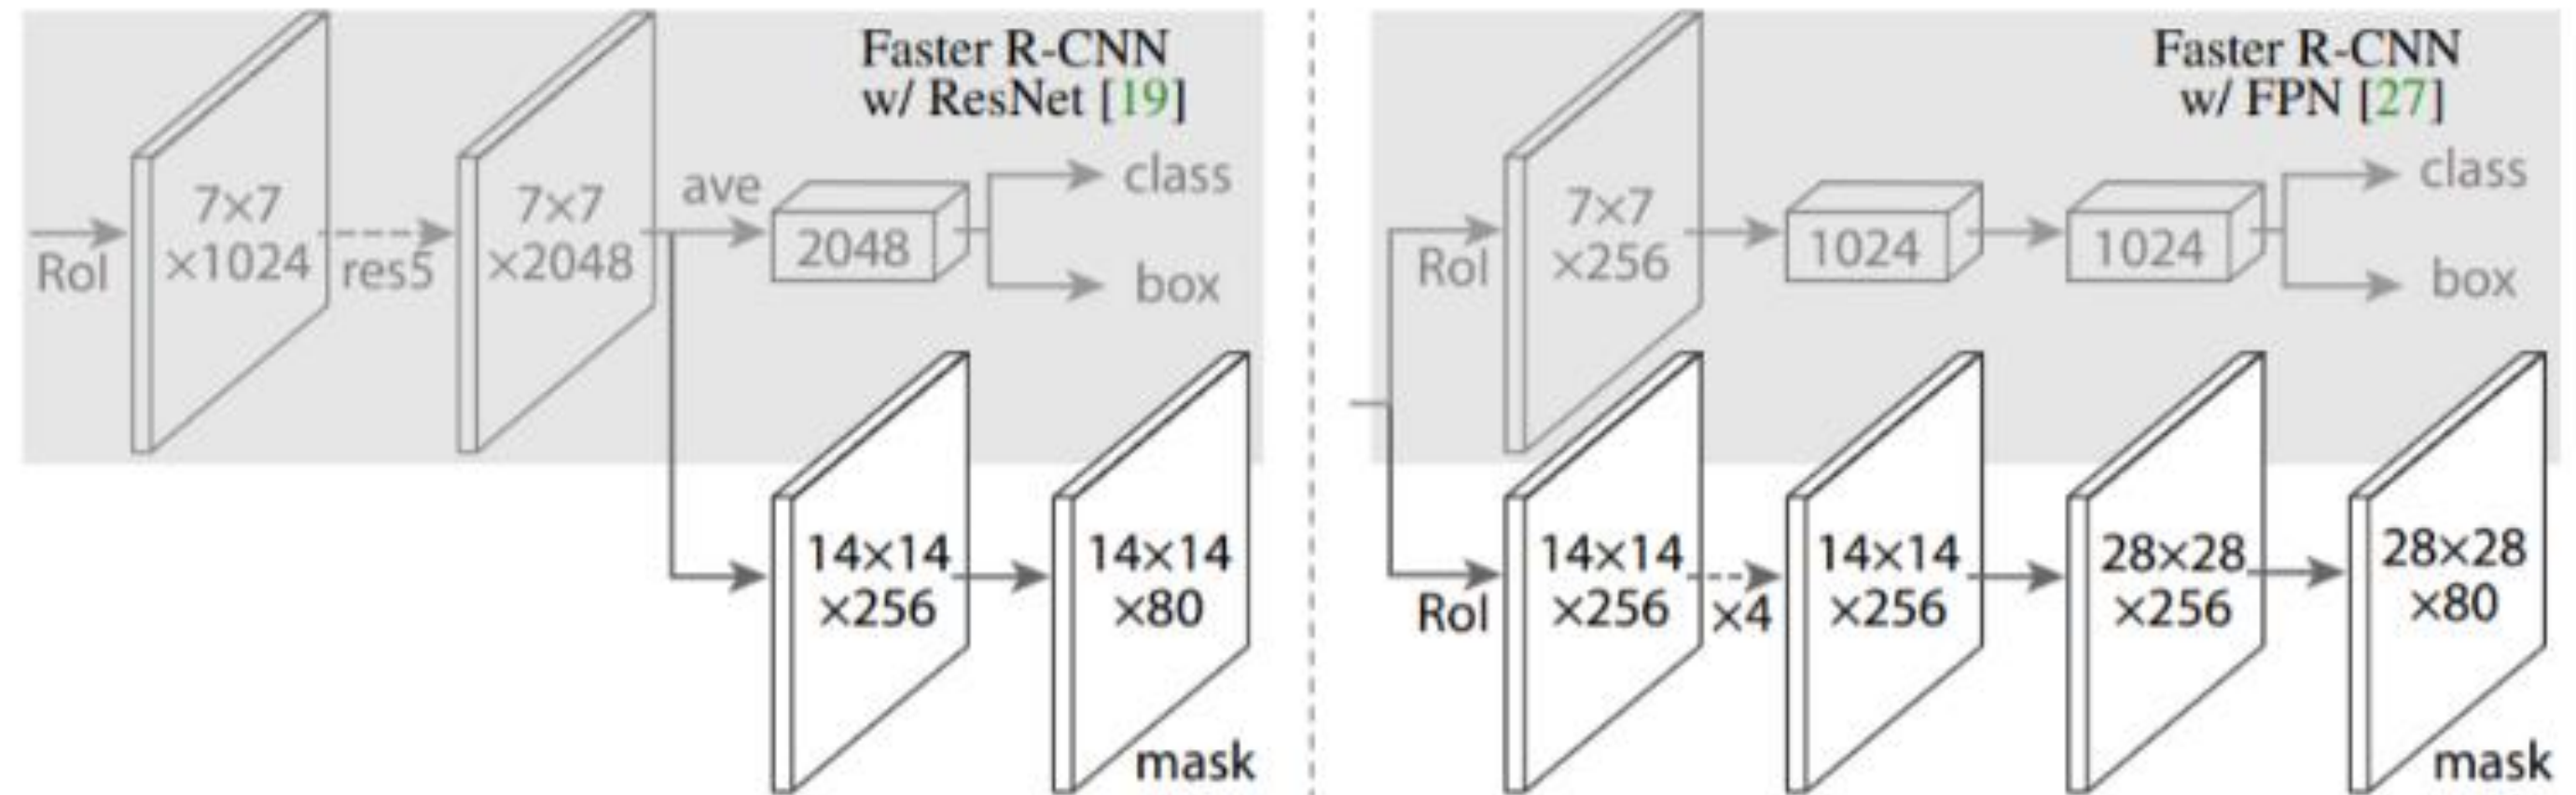 Faster R-CNN
w/ ResNet [19]
RoI
7×7
×1024
res5
7×7
×2048
ave
2048
class
box
14×14
×256
14×14
×80
mask
Faster R-CNN
w/ FPN [27]
RoI
7×7
×256
1024
1024
class
box
RoI
14×14
×256
×4
14×14
×256
28×28
×256
28×28
×80
mask